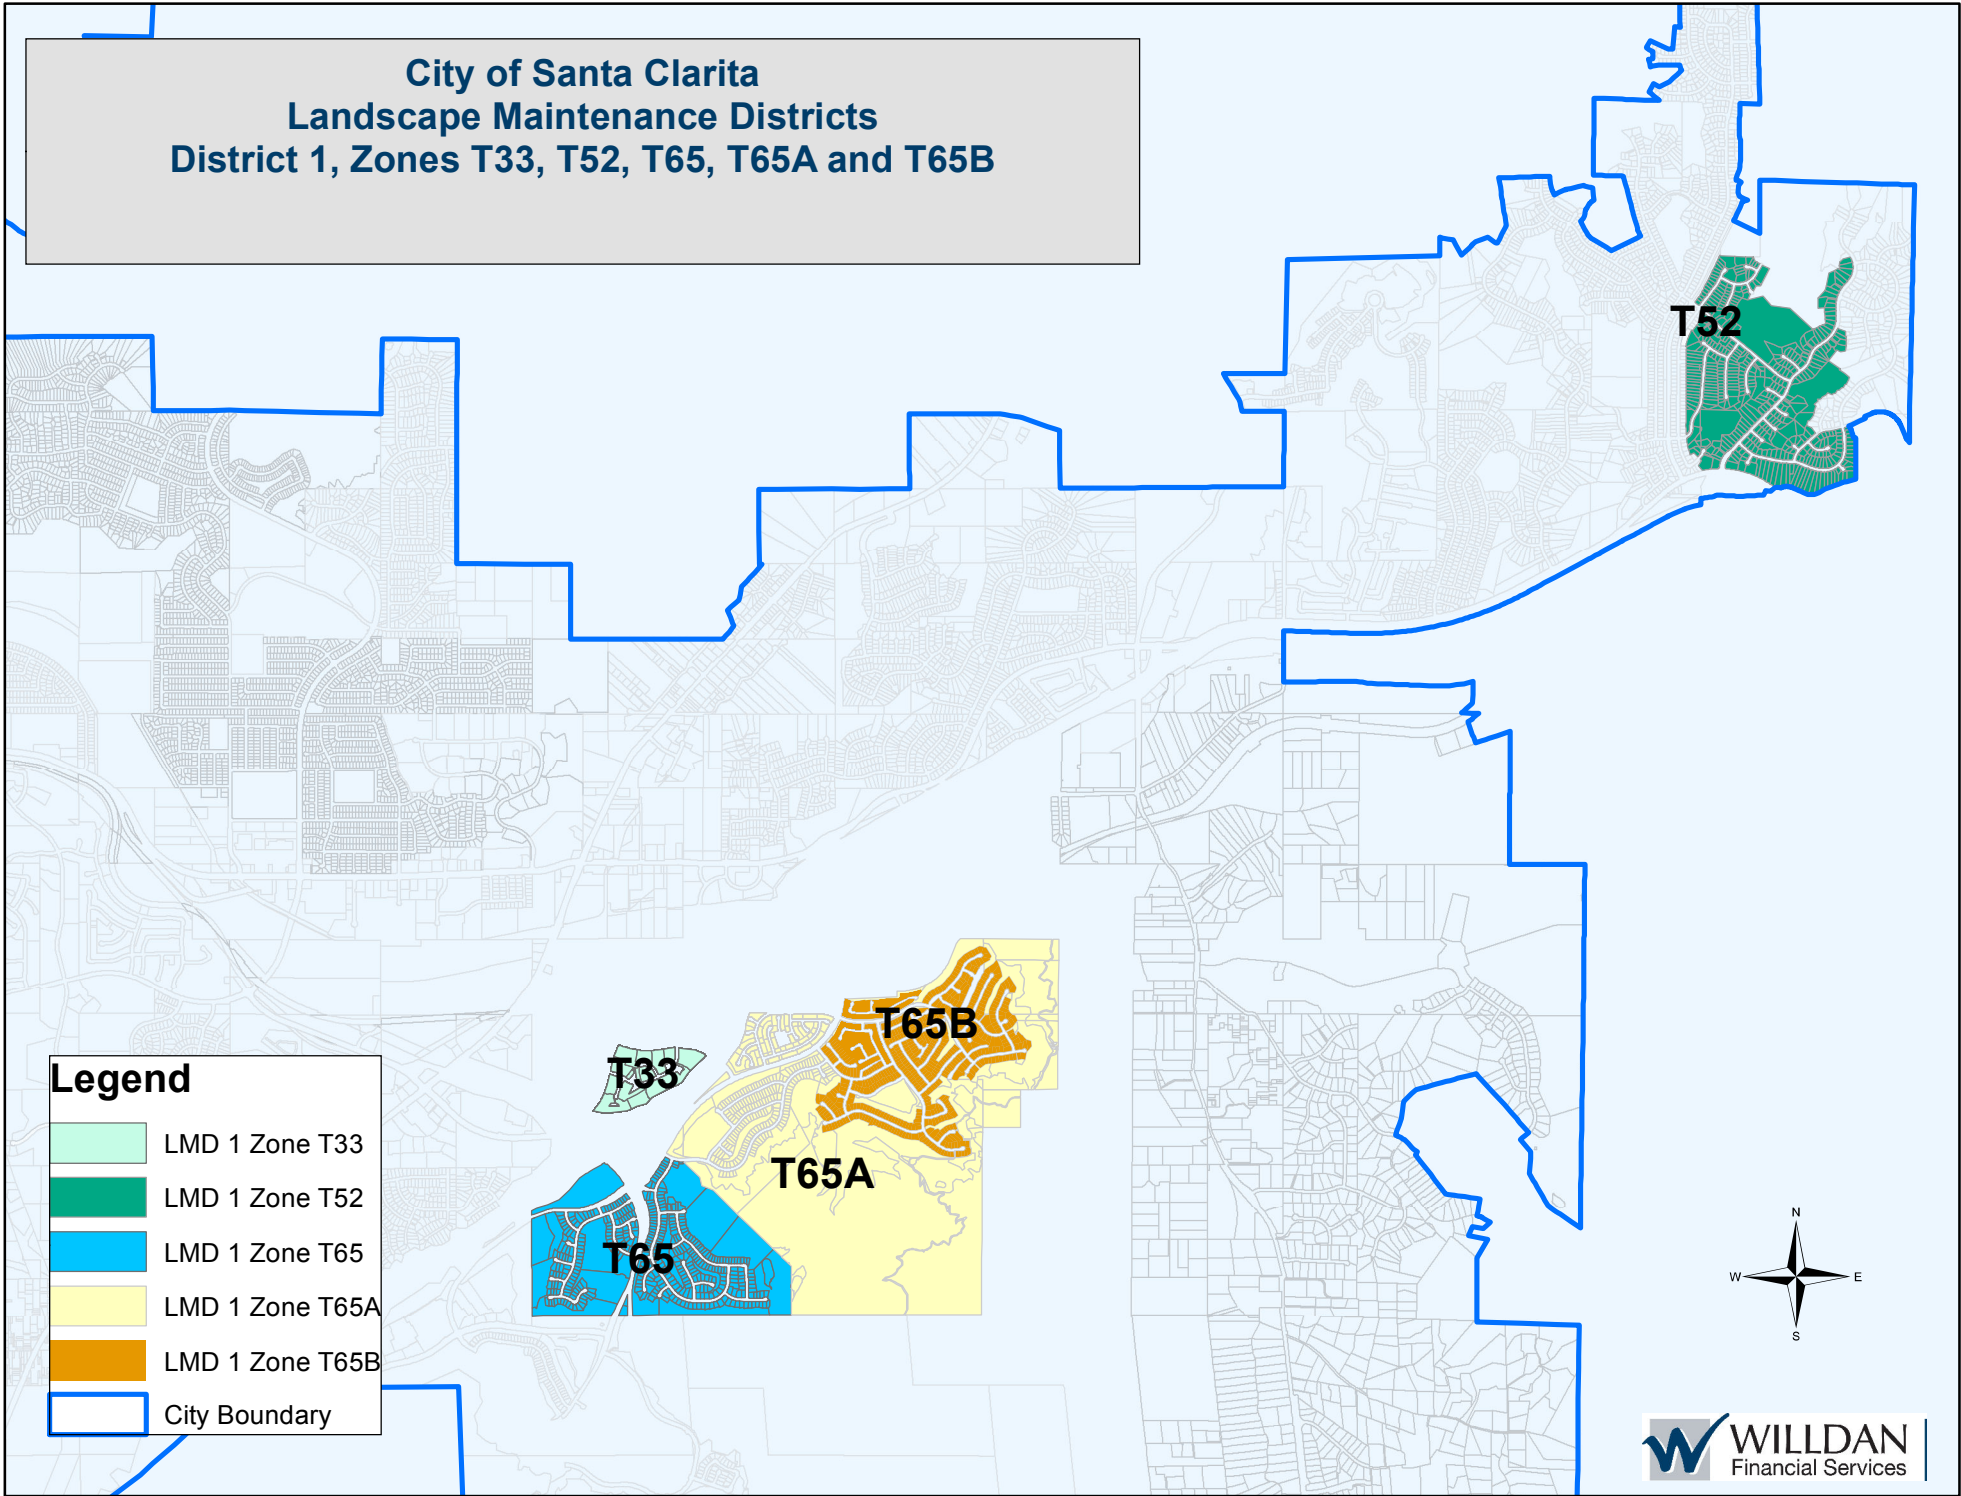 City of Santa Clarita
Landscape Maintenance Districts
District 1, Zones T33, T52, T65, T65A and T65B
T52
T65B
T33
T65A
T65
Legend
LMD 1 Zone T33
LMD 1 Zone T52
LMD 1 Zone T65
LMD 1 Zone T65A
LMD 1 Zone T65B
City Boundary
N
W E
S
WILLDAN
Financial Services